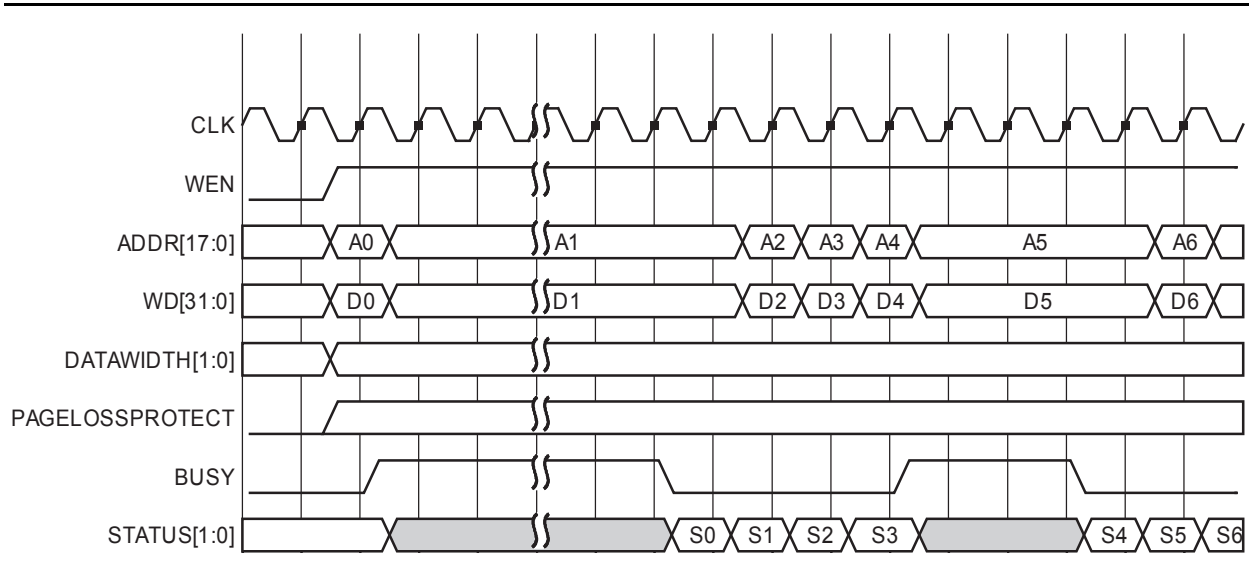 CLK
WEN
ADDR[17:0] A0 A1 A2 A3 A4 A5 A6
WD[31:0] D0 D1 D2 D3 D4 D5 D6
DATAWIDTH[1:0]
PAGELOSSPROTECT
BUSY
STATUS[1:0] S0 S1 S2 S3 S4 S5 S6